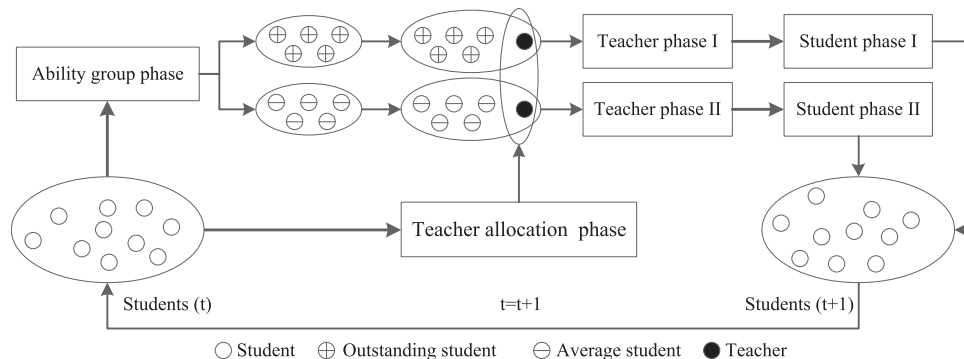 Ability group phase
Teacher phase I
Student phase I
Teacher phase II
Student phase II
Teacher allocation phase
Students (t)
t=t+1
Students (t+1)
Student
Outstanding student
Average student
Teacher